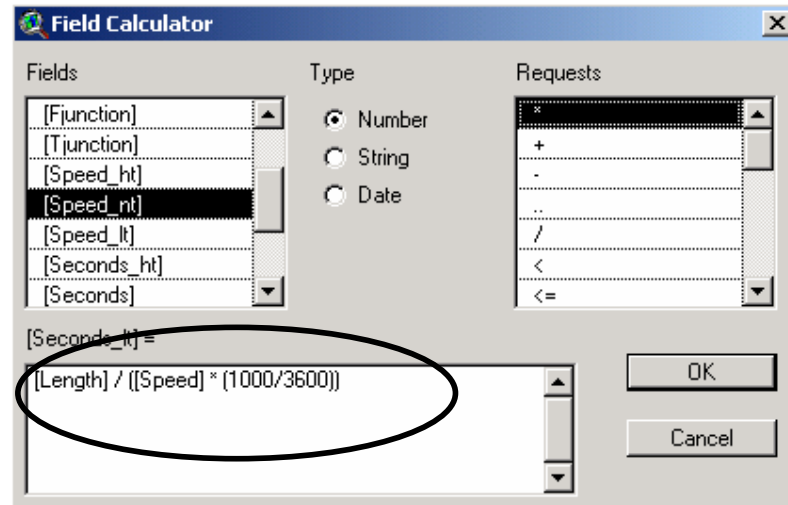 Field Calculator
Fields
Type
Requests
[Fjunction]
[Tjunction]
[Speed_ht]
[Speed_nt]
[Speed_lt]
[Seconds_ht]
[Seconds]
Number
String
Date
*
+
-
..
/
<
<=
[Seconds_lt] =
[Length] / ([Speed] * (1000/3600))
OK
Cancel